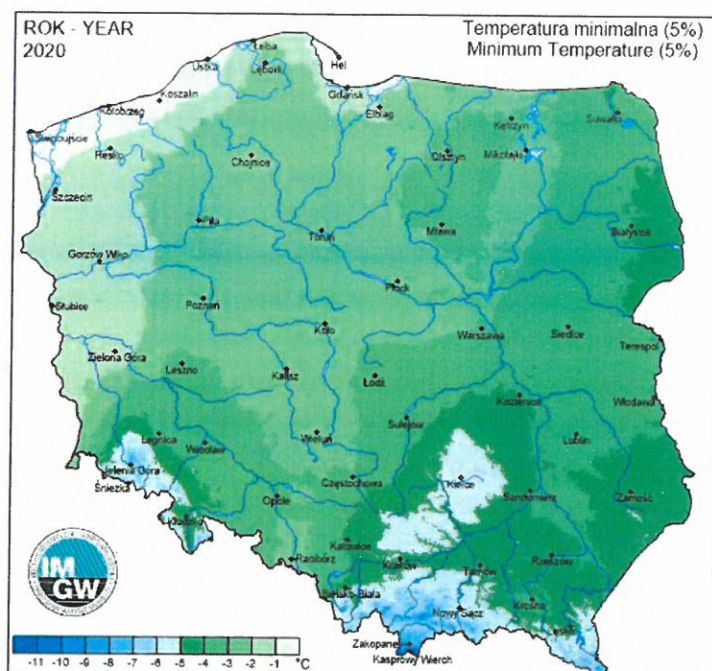 ROK - YEAR
2020
Temperatura minimalna (5%)
Minimum Temperature (5%)
Łeba
Ustka
Lębork
Hel
Koszalin
Gdańsk
Kołobrzeg
Elbląg
Kętrzyn
Suwałki
Świnoujście
Resko
Chojnice
Olsztyn
Mikołajki
Szczecin
Piła
Toruń
Mława
Białystok
Gorzów Wlkp
Płock
Słubice
Poznań
Koło
Warszawa
Siedlce
Terespol
Zielona Góra
Leszno
Kalisz
Łódź
Kozienice
Włodawa
Sulejów
Legnica
Wrocław
Wieluń
Lublin
Jelenia Góra
Śnieżka
Częstochowa
Kielce
Opole
Sandomierz
Zamość
Kłodzko
Katowice
Racibórz
Kraków
Tarnów
Rzeszów
Bielsko-Biała
Nowy Sącz
Krosno
Lesko
Zakopane
Kasprowy Wierch
IM
GW
-11 -10 -9 -8 -7 -6 -5 -4 -3 -2 -1 °C